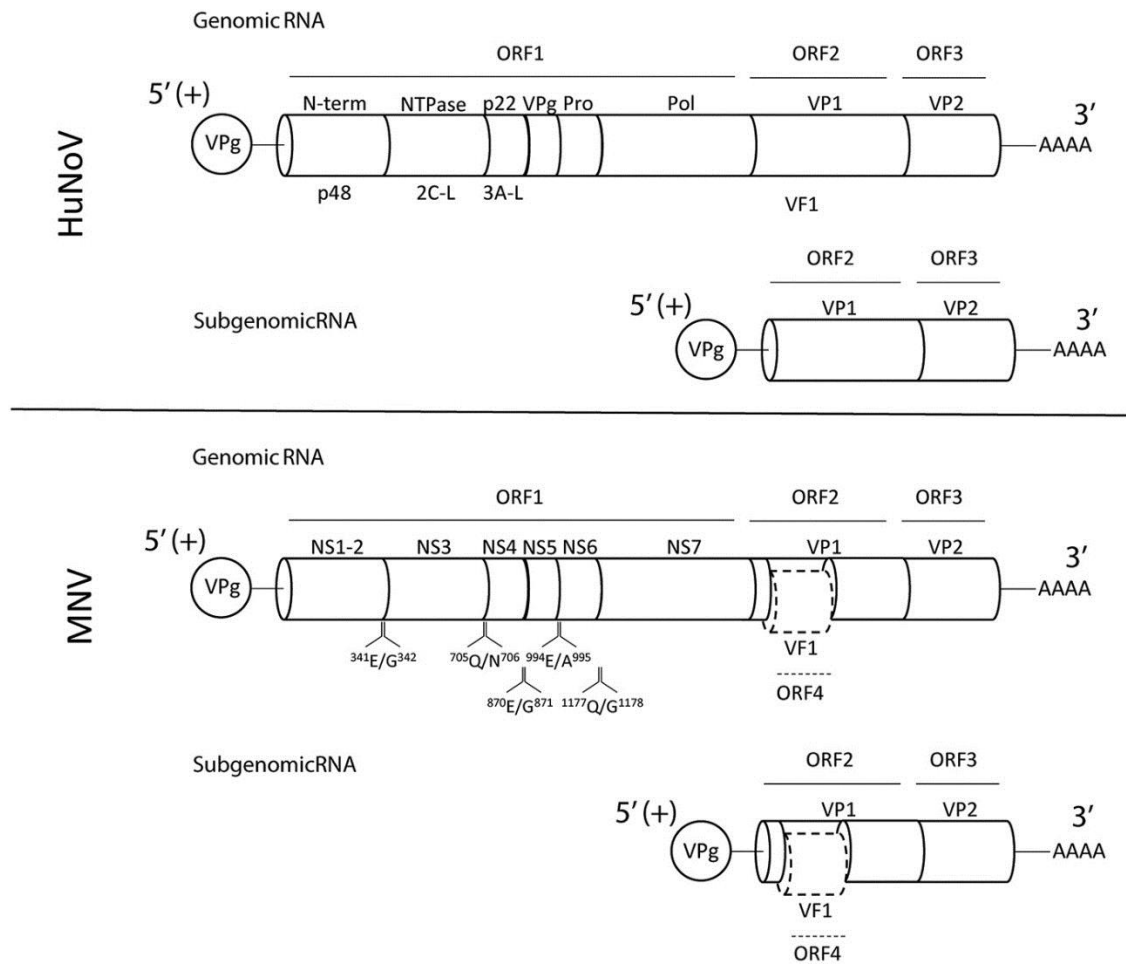 Genomic RNA
ORF1 ORF2 ORF3
5′ (+) N-term NTPase p22 VPg Pro Pol VP1 VP2 3′
VPg AAAA
HuNoV
p48 2C-L 3A-L VF1
ORF2 ORF3
SubgenomicRNA 5′ (+) VP1 VP2 3′
VPg AAAA
Genomic RNA
ORF1 ORF2 ORF3
5′ (+) NS1-2 NS3 NS4 NS5 NS6 NS7 VP1 VP2 3′
VPg AAAA
MNV
341E/G342 705Q/N706 994E/A995 VF1
870E/G871 1177Q/G1178 ORF4
SubgenomicRNA ORF2 ORF3
5′ (+) VP1 VP2 3′
VPg AAAA
VF1
ORF4